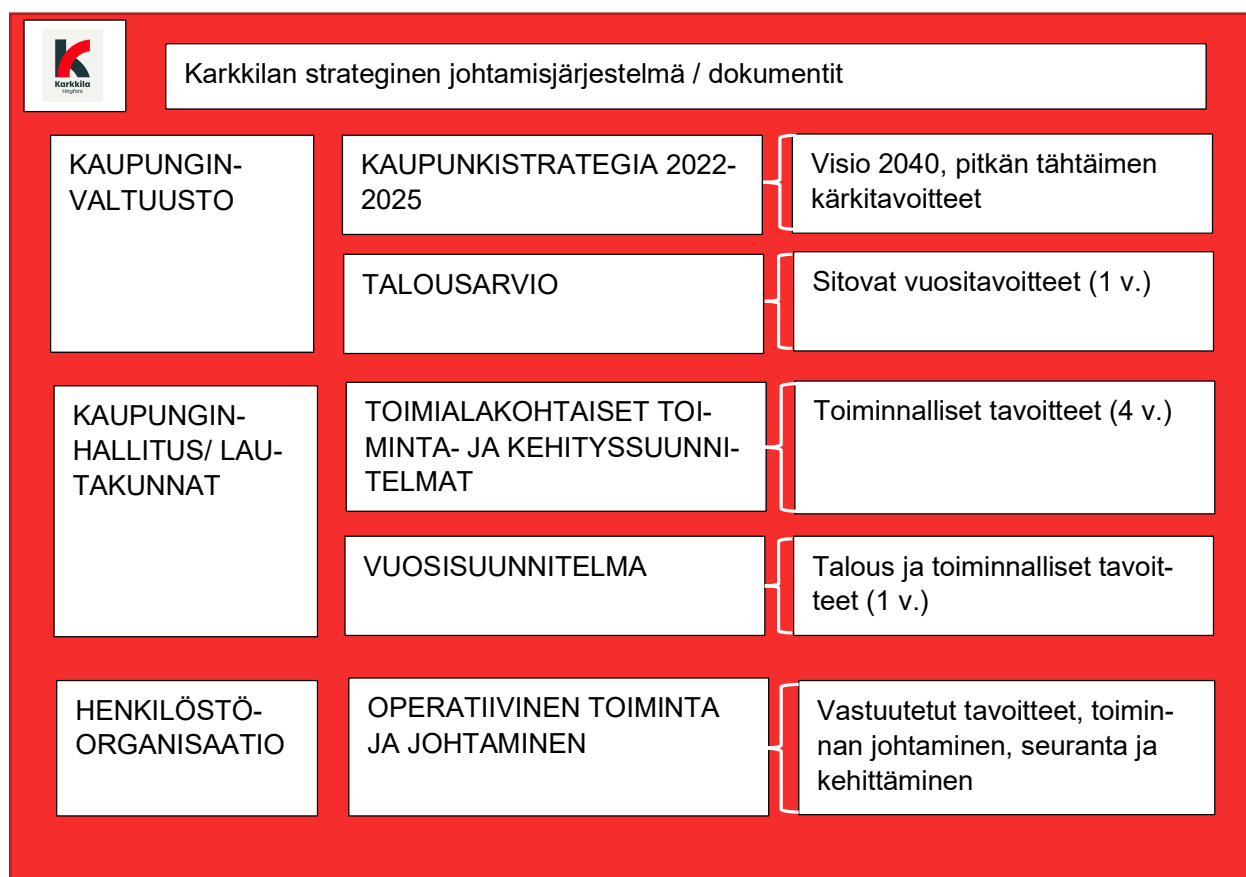 Karkkila
Högfors
Karkkilan strateginen johtamisjärjestelmä / dokumentit
KAUPUNGIN-
VALTUUSTO
KAUPUNKISTRATEGIA 2022-
2025
Visio 2040, pitkän tähtäimen
kärkitavoitteet
TALOUSARVIO
Sitovat vuositavoitteet (1 v.)
KAUPUNGIN-
HALLITUS/ LAU-
TAKUNNAT
TOIMIALAKOHTAISET TOI-
MINTA- JA KEHITYSSUUNNI-
TELMAT
Toiminnalliset tavoitteet (4 v.)
VUOSISUUNNITELMA
Talous ja toiminnalliset tavoit-
teet (1 v.)
HENKILÖSTÖ-
ORGANISAATIO
OPERATIIVINEN TOIMINTA
JA JOHTAMINEN
Vastuutetut tavoitteet, toimin-
nan johtaminen, seuranta ja
kehittäminen